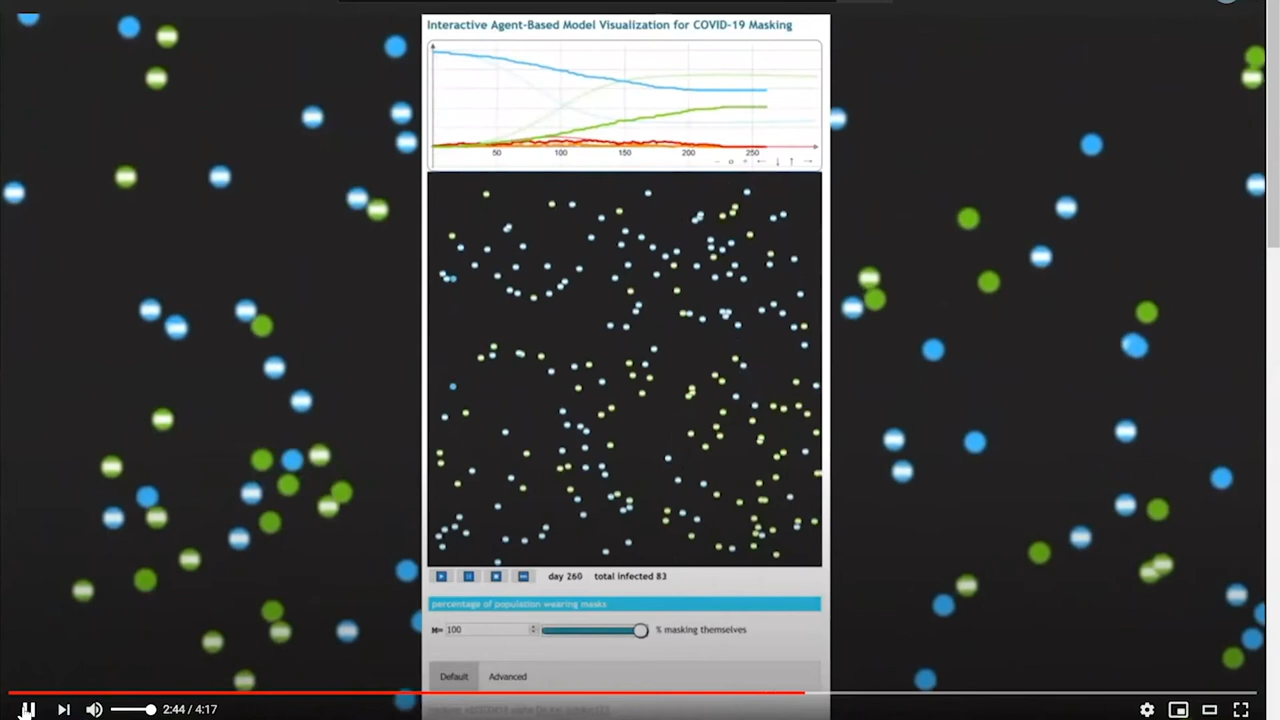 Interactive Agent-Based Model Visualization for COVID-19 Masking
50 100 150 200 250
- o + ← ↓ ↑ →
day 260 total infected 83
percentage of population wearing masks
M= 100 % masking themselves
Default Advanced
2:44 / 4:17